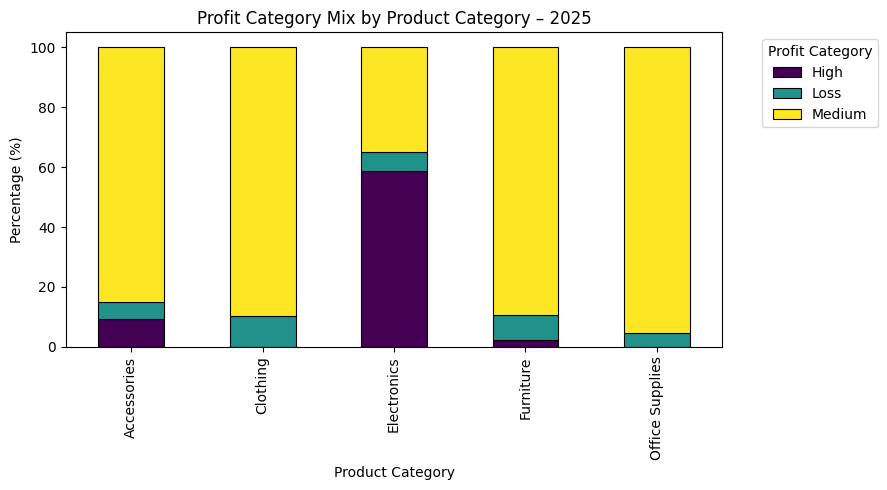 Profit Category Mix by Product Category – 2025
Percentage (%)
100
80
60
40
20
0
Accessories
Clothing
Electronics
Furniture
Office Supplies
Product Category
Profit Category
High
Loss
Medium